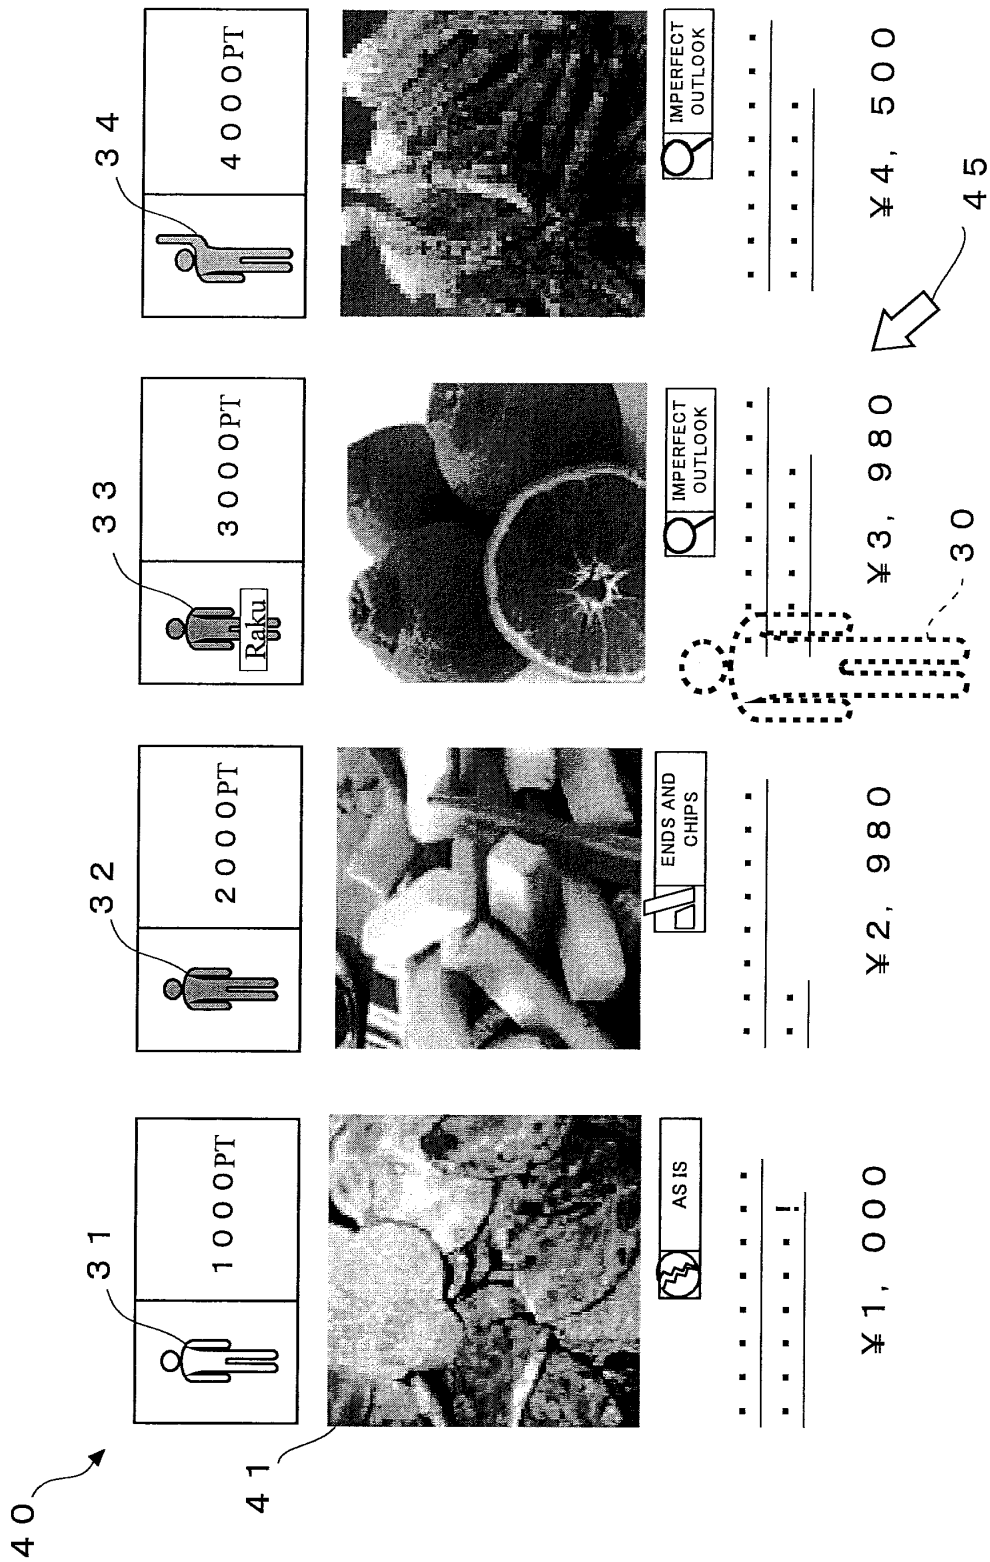 40
31
1000PT
32
2000PT
33
Raku
3000PT
34
4000PT
41
AS IS
ENDS AND
CHIPS
IMPERFECT
OUTLOOK
IMPERFECT
OUTLOOK
· · · · · · · ·
· · · · · · !
· · · · · · · ·
· ·
· · · · · · · ·
· · · · · ·
· · · · · · · ·
· · · · · ·
¥1, 000
¥2, 980
¥3, 980
¥4, 500
30
45